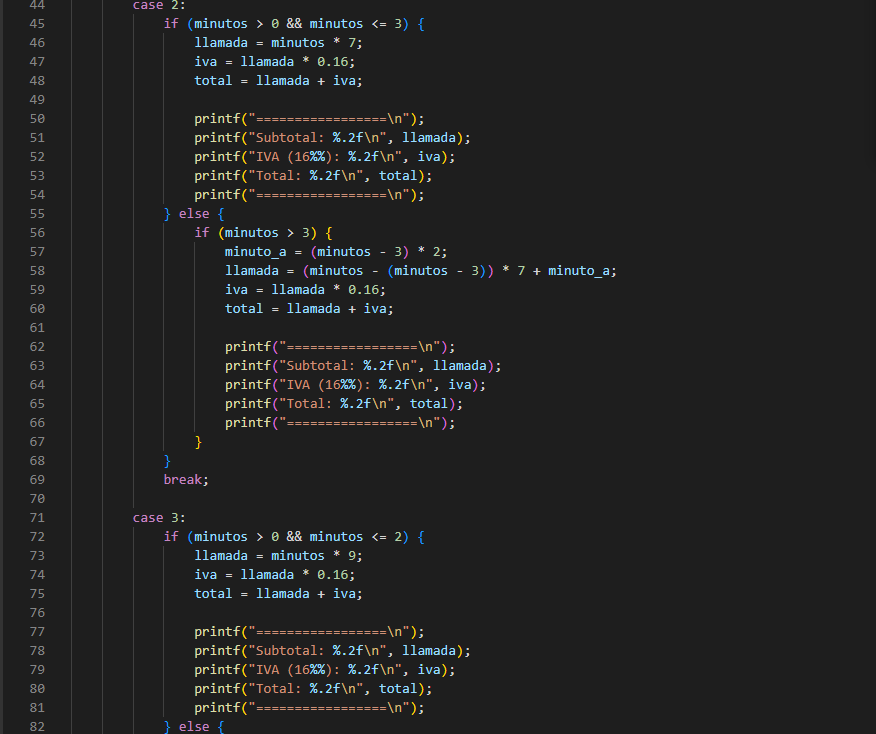 44 case 2:
45 if (minutos > 0 && minutos <= 3) {
46 llamada = minutos * 7;
47 iva = llamada * 0.16;
48 total = llamada + iva;
49
50 printf("=================\n");
51 printf("Subtotal: %.2f\n", llamada);
52 printf("IVA (16%%): %.2f\n", iva);
53 printf("Total: %.2f\n", total);
54 printf("=================\n");
55 } else {
56 if (minutos > 3) {
57 minuto_a = (minutos - 3) * 2;
58 llamada = (minutos - (minutos - 3)) * 7 + minuto_a;
59 iva = llamada * 0.16;
60 total = llamada + iva;
61
62 printf("=================\n");
63 printf("Subtotal: %.2f\n", llamada);
64 printf("IVA (16%%): %.2f\n", iva);
65 printf("Total: %.2f\n", total);
66 printf("=================\n");
67 }
68 }
69 break;
70
71 case 3:
72 if (minutos > 0 && minutos <= 2) {
73 llamada = minutos * 9;
74 iva = llamada * 0.16;
75 total = llamada + iva;
76
77 printf("=================\n");
78 printf("Subtotal: %.2f\n", llamada);
79 printf("IVA (16%%): %.2f\n", iva);
80 printf("Total: %.2f\n", total);
81 printf("=================\n");
82 } else {